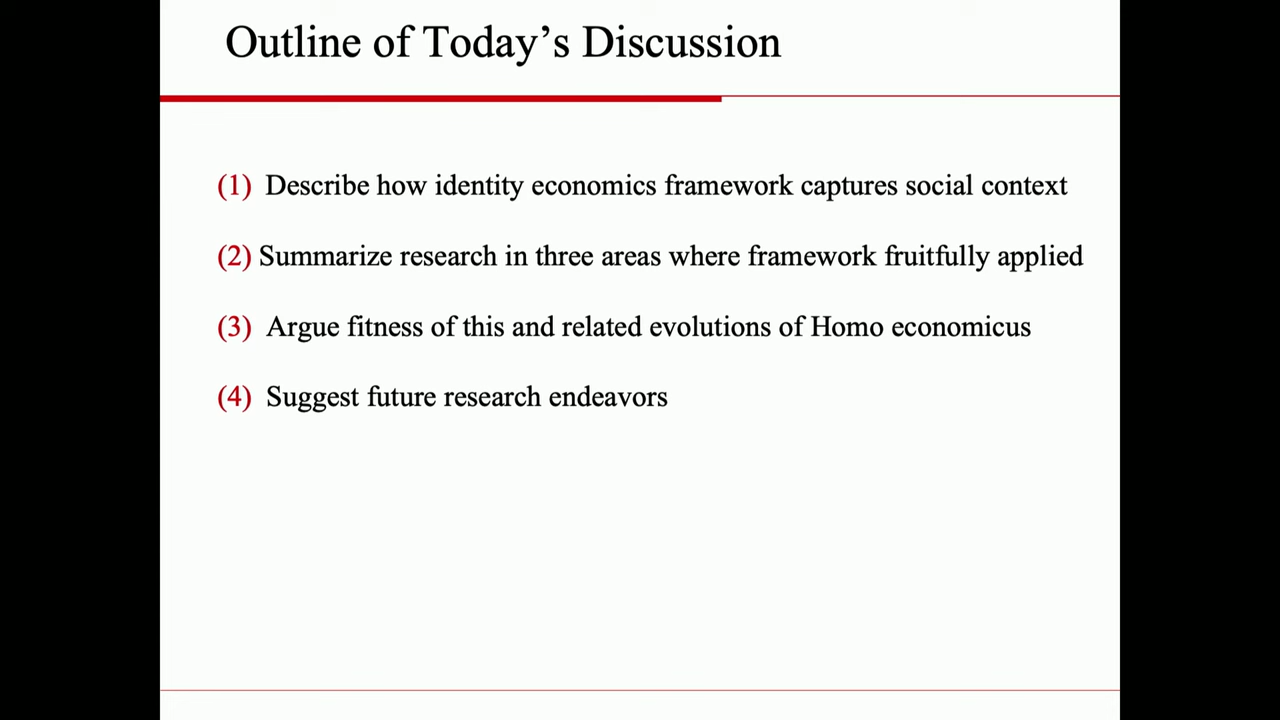 Outline of Today’s Discussion
(1) Describe how identity economics framework captures social context
(2) Summarize research in three areas where framework fruitfully applied
(3) Argue fitness of this and related evolutions of Homo economicus
(4) Suggest future research endeavors